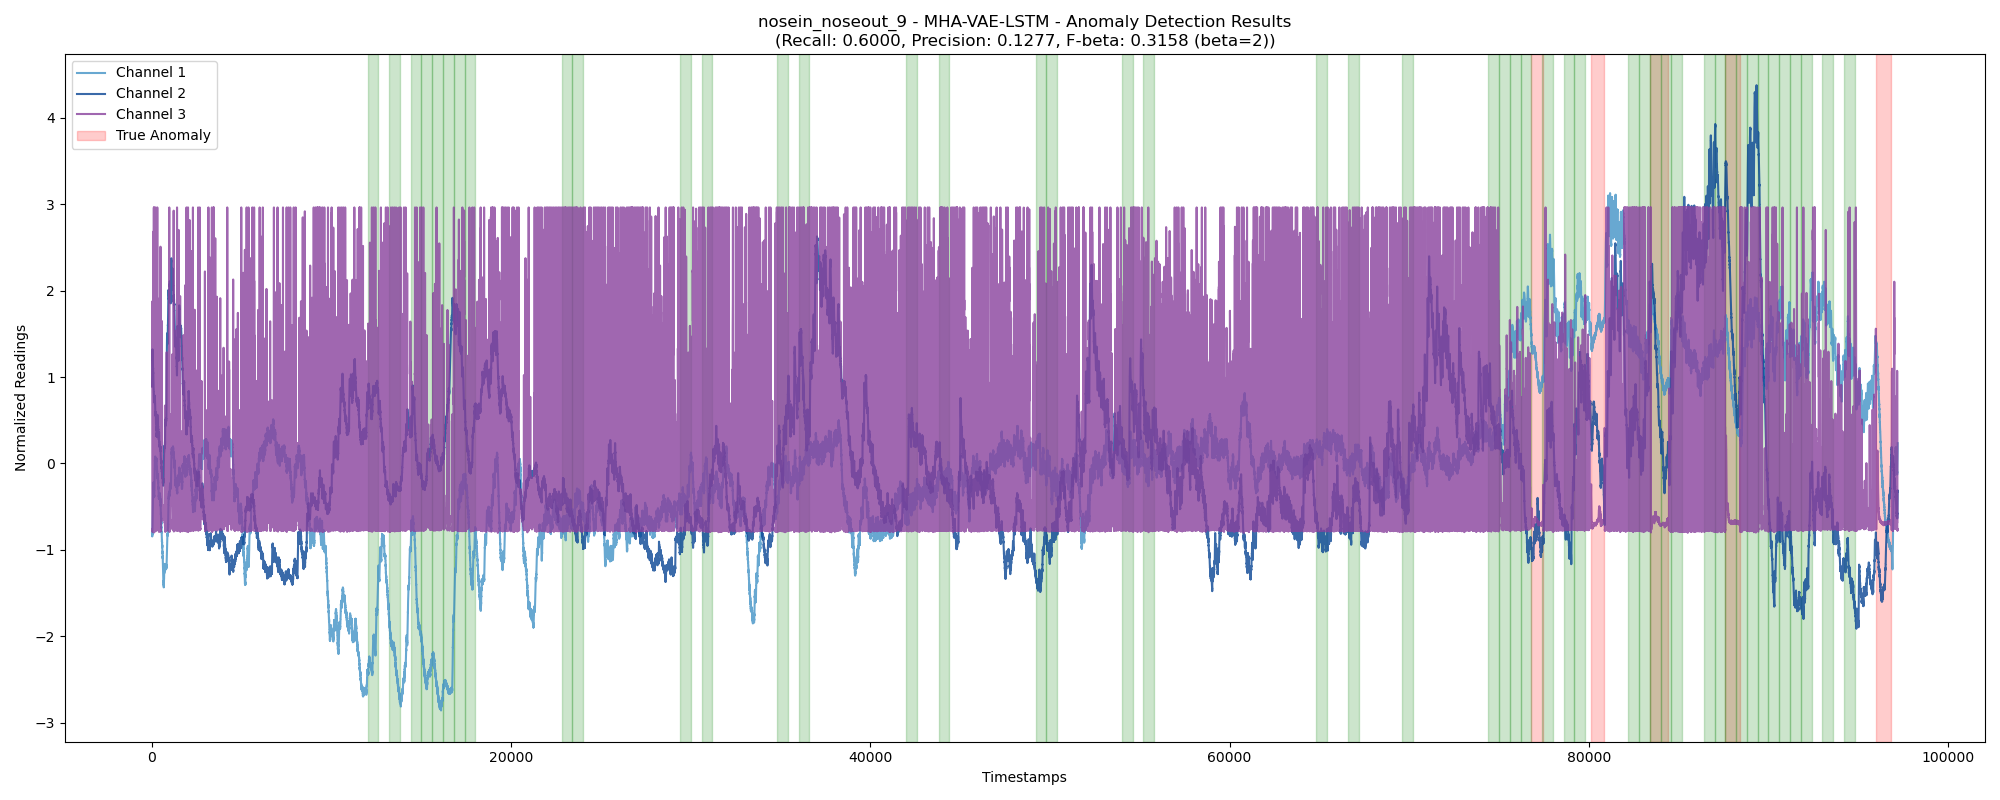 nosein_noseout_9 - MHA-VAE-LSTM - Anomaly Detection Results
(Recall: 0.6000, Precision: 0.1277, F-beta: 0.3158 (beta=2))
Channel 1
Channel 2
Channel 3
True Anomaly
Normalized Readings
4
3
2
1
0
−1
−2
−3
0
20000
40000
60000
80000
100000
Timestamps